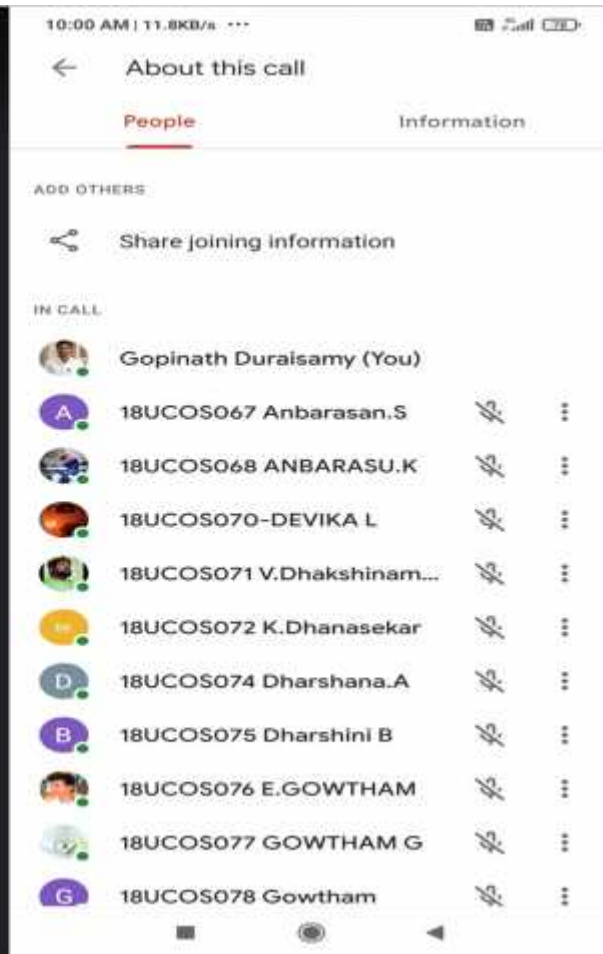 10:00 AM | 11.8KB/s ...
About this call
People Information
ADD OTHERS
Share joining information
IN CALL
Gopinath Duraisamy (You)
A 18UCOS067 Anbarasan.S
18UCOS068 ANBARASU.K
18UCOS070-DEVIKA L
18UCOS071 V.Dhakshinam...
18UCOS072 K.Dhanasekar
D 18UCOS074 Dharshana.A
B 18UCOS075 Dharshini B
18UCOS076 E.GOWTHAM
18UCOS077 GOWTHAM G
G 18UCOS078 Gowtham